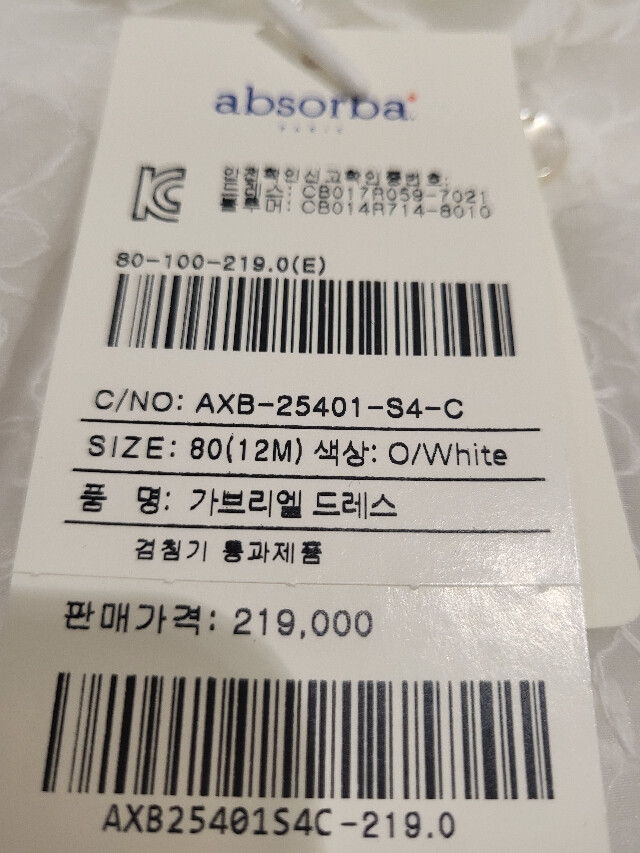 absorba
PARIS
안전확인신고확인증번호:
드레스: CB017R059-7021
블루머: CB014R714-8010
80-100-219.0(E)
C/NO: AXB-25401-S4-C
SIZE: 80(12M) 색상: O/White
품 명: 가브리엘 드레스
검침기 통과제품
판매가격: 219,000
AXB25401S4C-219.0